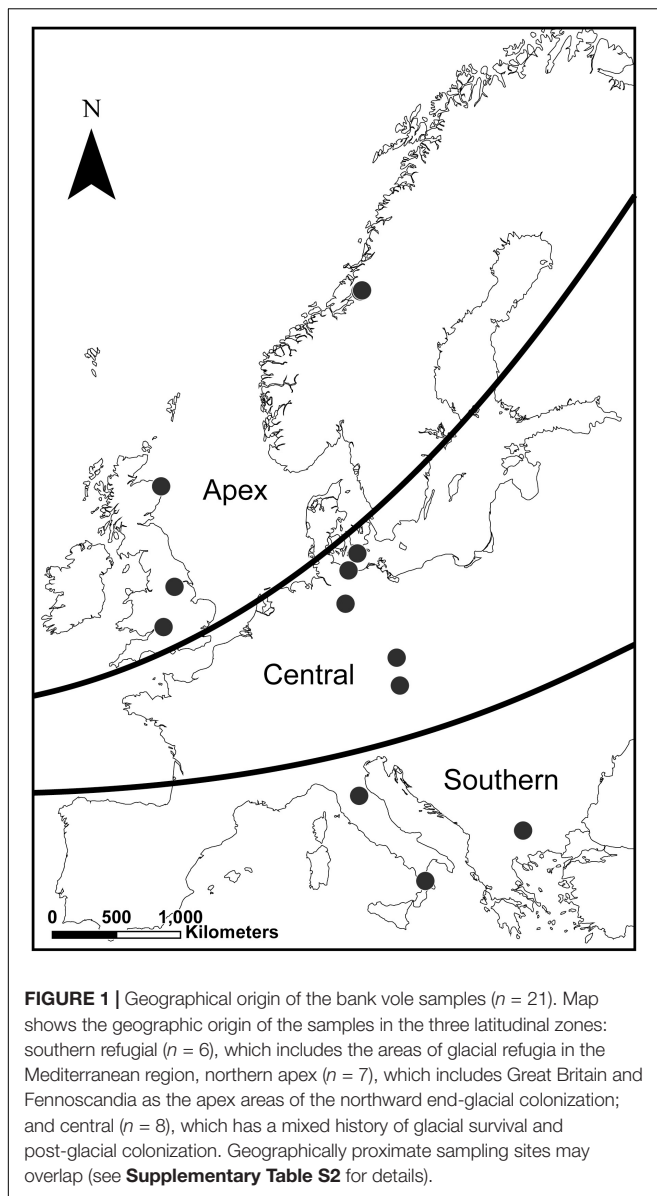 N
Apex
Central
Southern
0 500 1,000
Kilometers
FIGURE 1 | Geographical origin of the bank vole samples (n = 21). Map
shows the geographic origin of the samples in the three latitudinal zones:
southern refugial (n = 6), which includes the areas of glacial refugia in the
Mediterranean region, northern apex (n = 7), which includes Great Britain and
Fennoscandia as the apex areas of the northward end-glacial colonization;
and central (n = 8), which has a mixed history of glacial survival and
post-glacial colonization. Geographically proximate sampling sites may
overlap (see Supplementary Table S2 for details).